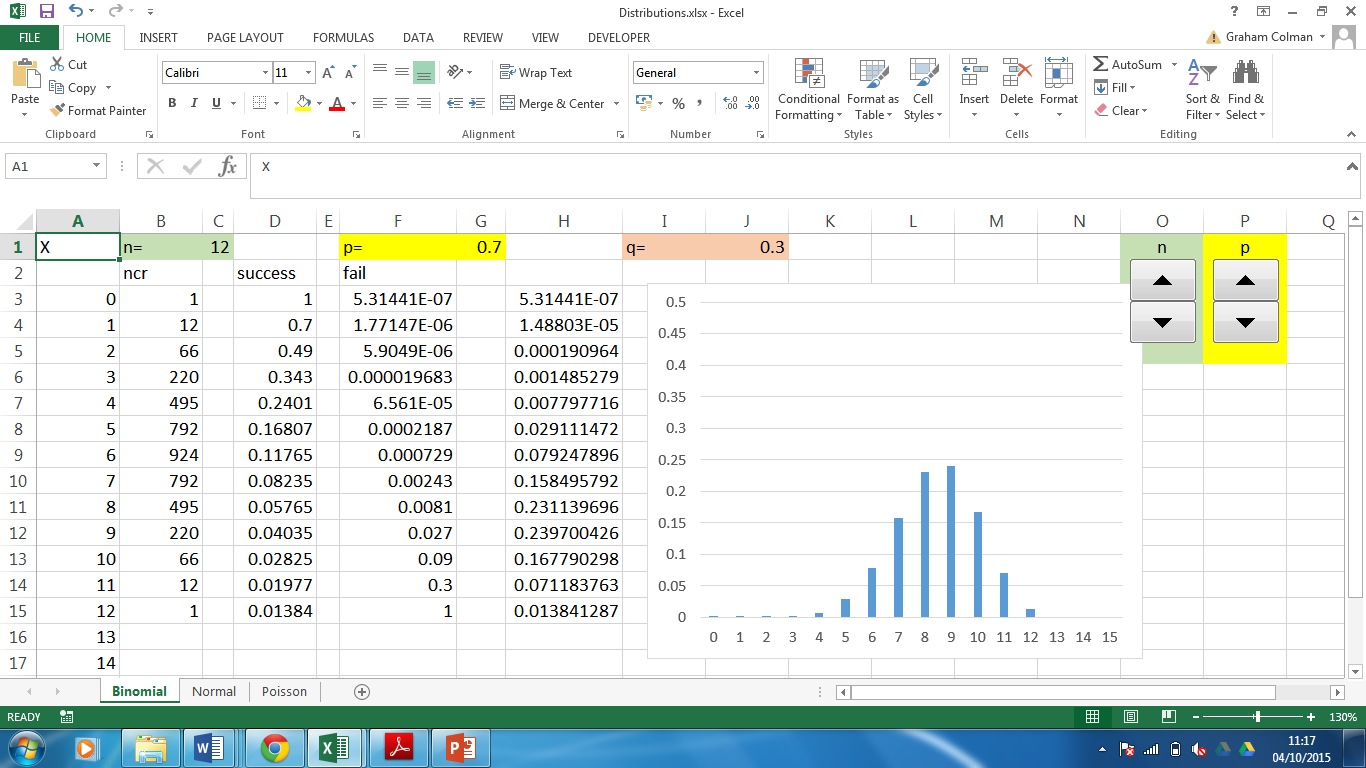 Distributions.xlsx - Excel
FILE HOME INSERT PAGE LAYOUT FORMULAS DATA REVIEW VIEW DEVELOPER Graham Colman
Paste
Cut
Copy
Format Painter
Calibri 11
B I U A
Wrap Text
Merge & Center
General
%
Conditional Formatting
Format as Table
Cell Styles
Insert
Delete
Format
AutoSum
Fill
Clear
Sort & Filter
Find & Select
Clipboard Font Alignment Number Styles Cells Editing
A1 fx X
A B C D E F G H I J K L M N O P Q
1 X n= 12 p= 0.7 q= 0.3 n p
2 ncr success fail
3 0 1 1 5.31441E-07 5.31441E-07
4 1 12 0.7 1.77147E-06 1.48803E-05
5 2 66 0.49 5.9049E-06 0.000190964
6 3 220 0.343 0.000019683 0.001485279
7 4 495 0.2401 6.561E-05 0.007797716
8 5 792 0.16807 0.0002187 0.029111472
9 6 924 0.11765 0.000729 0.079247896
10 7 792 0.08235 0.00243 0.158495792
11 8 495 0.05765 0.0081 0.231139696
12 9 220 0.04035 0.027 0.239700426
13 10 66 0.02825 0.09 0.167790298
14 11 12 0.01977 0.3 0.071183763
15 12 1 0.01384 1 0.013841287
16 13
17 14
0.5
0.45
0.4
0.35
0.3
0.25
0.2
0.15
0.1
0.05
0
0 1 2 3 4 5 6 7 8 9 10 11 12 13 14 15
Binomial Normal Poisson
READY 130%
11:17
04/10/2015